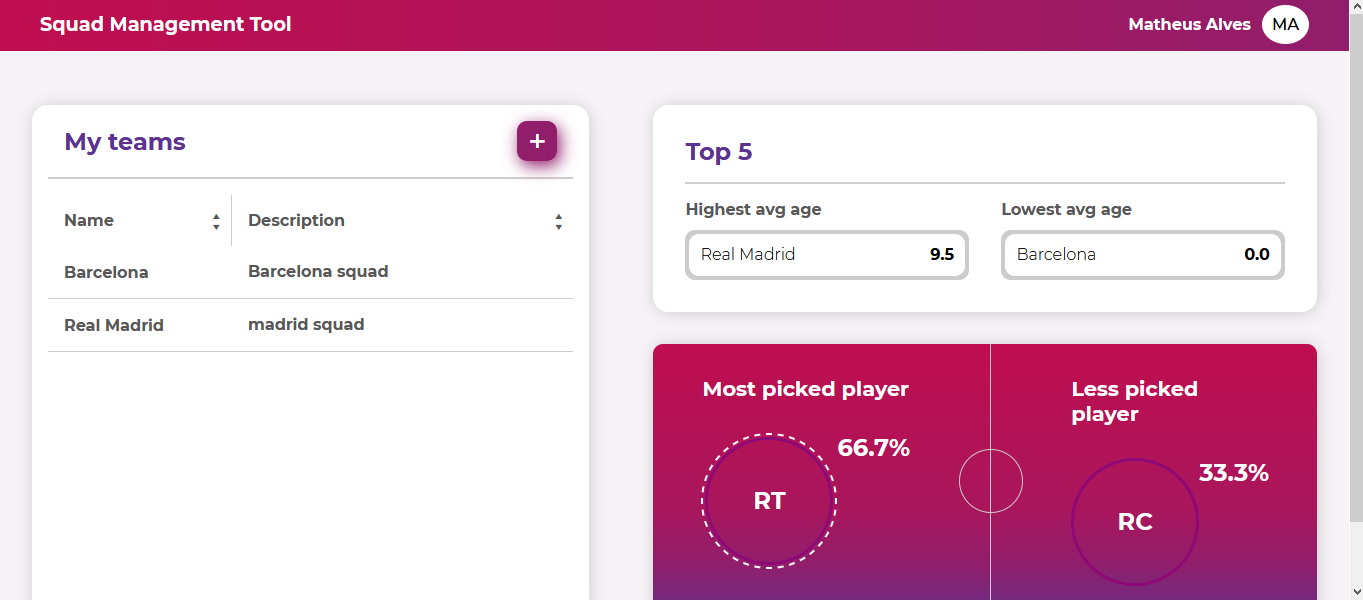 Squad Management Tool
Matheus Alves MA
My teams
+
Name Description
Barcelona Barcelona squad
Real Madrid madrid squad
Top 5
Highest avg age Lowest avg age
Real Madrid 9.5 Barcelona 0.0
Most picked player
66.7%
RT
Less picked
player
33.3%
RC